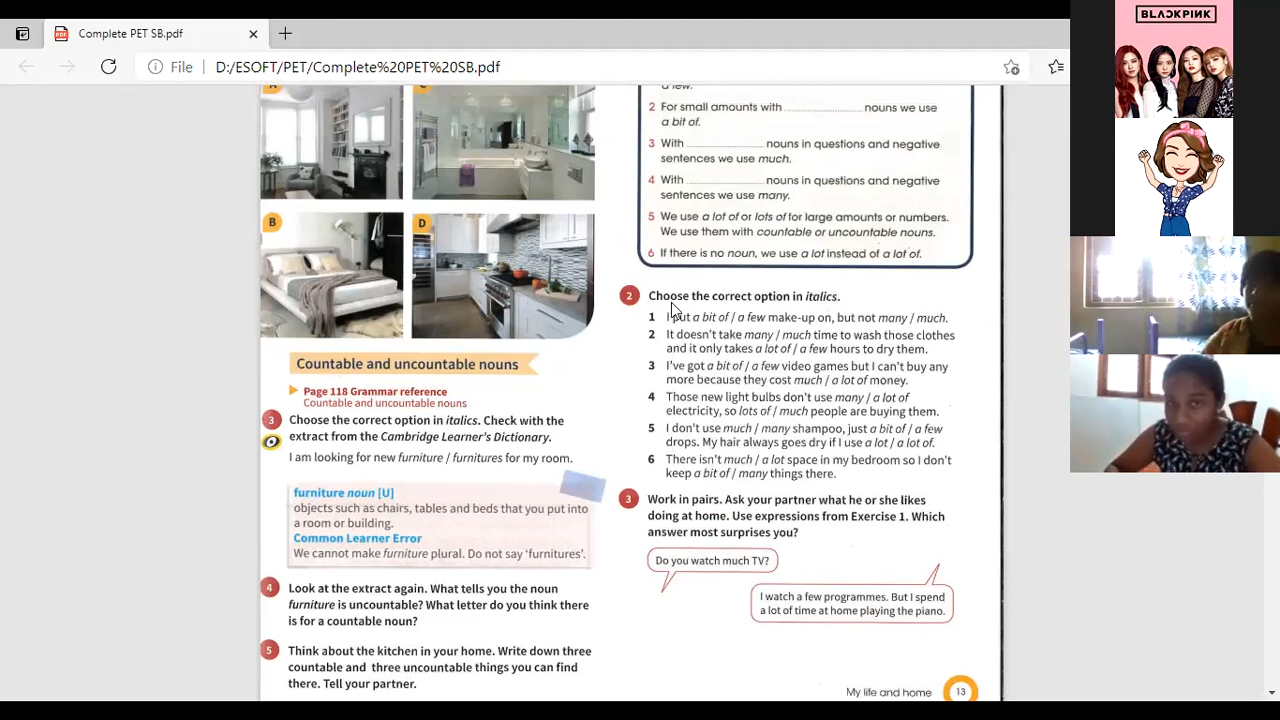 Complete PET SB.pdf
File D:/ESOFT/PET/Complete%20PET%20SB.pdf
BLACKPINK
A
C
B
D
Countable and uncountable nouns
Page 118 Grammar reference
Countable and uncountable nouns
3 Choose the correct option in italics. Check with the
extract from the Cambridge Learner's Dictionary.
I am looking for new furniture / furnitures for my room.
furniture noun [U]
objects such as chairs, tables and beds that you put into
a room or building.
Common Learner Error
We cannot make furniture plural. Do not say 'furnitures'.
4 Look at the extract again. What tells you the noun
furniture is uncountable? What letter do you think there
is for a countable noun?
5 Think about the kitchen in your home. Write down three
countable and three uncountable things you can find
there. Tell your partner.
a few.
2 For small amounts with ........................ nouns we use
a bit of.
3 With ........................ nouns in questions and negative
sentences we use much.
4 With ........................ nouns in questions and negative
sentences we use many.
5 We use a lot of or lots of for large amounts or numbers.
We use them with countable or uncountable nouns.
6 If there is no noun, we use a lot instead of a lot of.
2 Choose the correct option in italics.
1 I put a bit of / a few make-up on, but not many / much.
2 It doesn't take many / much time to wash those clothes
and it only takes a lot of / a few hours to dry them.
3 I've got a bit of / a few video games but I can't buy any
more because they cost much / a lot of money.
4 Those new light bulbs don't use many / a lot of
electricity, so lots of / much people are buying them.
5 I don't use much / many shampoo, just a bit of / a few
drops. My hair always goes dry if I use a lot / a lot of.
6 There isn't much / a lot space in my bedroom so I don't
keep a bit of / many things there.
3 Work in pairs. Ask your partner what he or she likes
doing at home. Use expressions from Exercise 1. Which
answer most surprises you?
Do you watch much TV?
I watch a few programmes. But I spend
a lot of time at home playing the piano.
My life and home 13